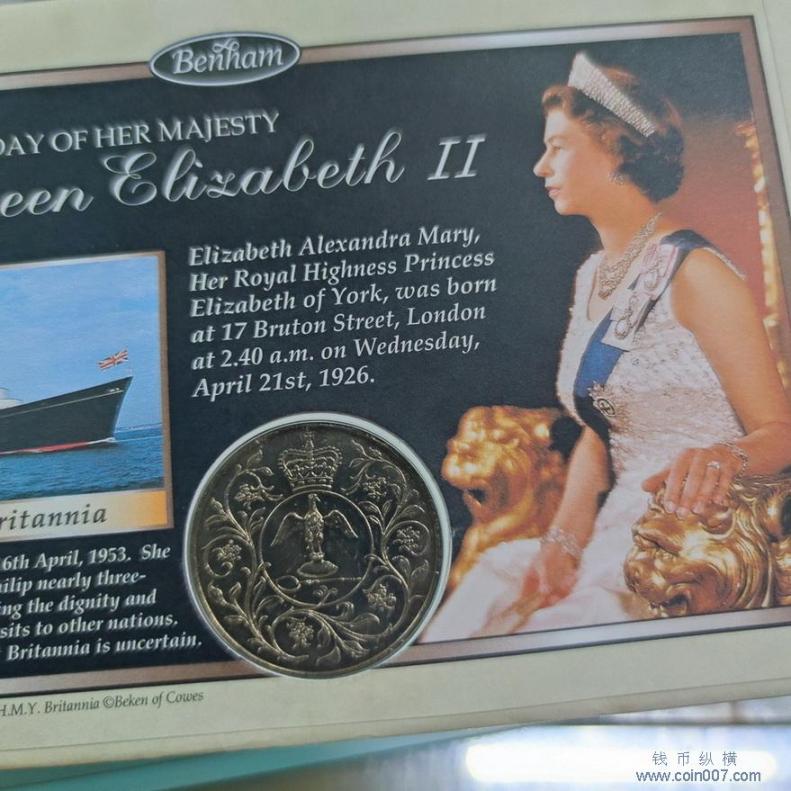 Benham
DAY OF HER MAJESTY
een Elizabeth II
Elizabeth Alexandra Mary,
Her Royal Highness Princess
Elizabeth of York, was born
at 17 Bruton Street, London
at 2.40 a.m. on Wednesday,
April 21st, 1926.
ritannia
6th April, 1953. She
ilip nearly three-
ing the dignity and
sits to other nations.
Britannia is uncertain.
H.M.Y. Britannia ©Beken of Cowes
钱币纵横
www.coin007.com